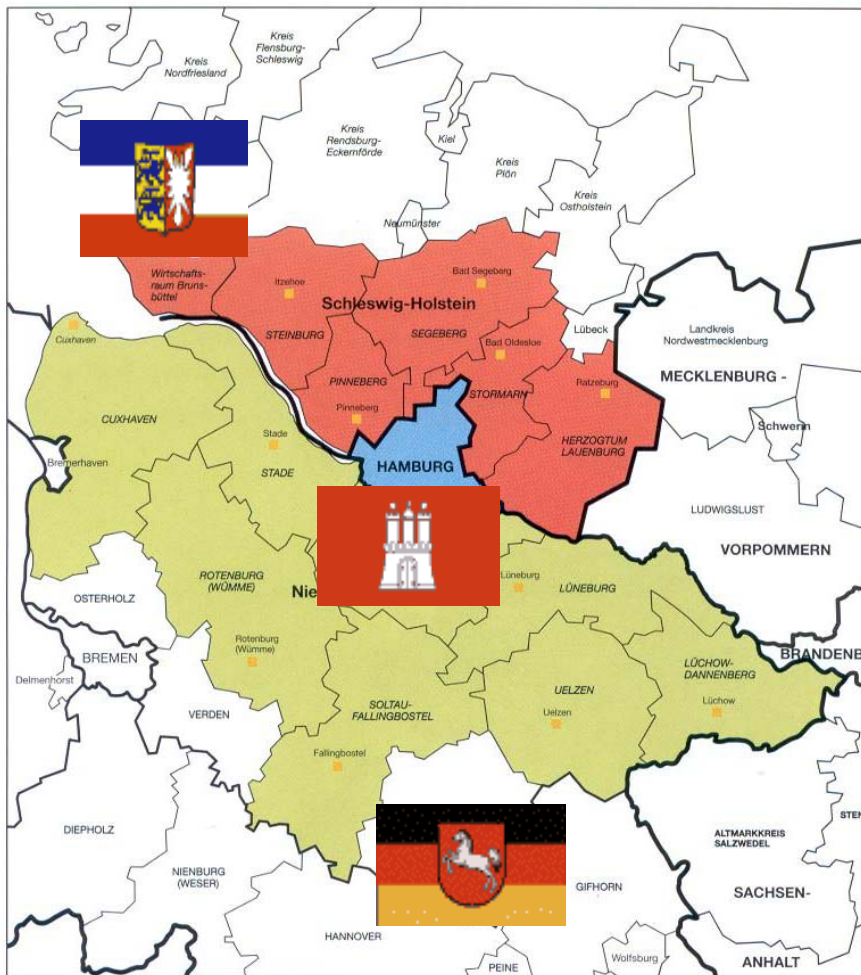 Kreis
Flensburg-
Schleswig
Kreis
Nordfriesland
Kreis
Rendsburg-
Eckernförde
Kiel
Kreis
Plön
Kreis
Ostholstein
Neumünster
Wirtschafts-
raum Bruns-
büttel
Itzehoe
Bad Segeberg
Schleswig-Holstein
STEINBURG
SEGEBERG
Lübeck
Landkreis
Nordwestmecklenburg
Cuxhaven
Bad Oldesloe
MECKLENBURG -
PINNEBERG
STORMARN
Ratzeburg
Pinneberg
CUXHAVEN
Schwerin
Stade
HERZOGTUM
LAUENBURG
Bremerhaven
STADE
HAMBURG
LUDWIGSLUST
VORPOMMERN
ROTENBURG
(WÜMME)
Nie
Lüneburg
LÜNEBURG
OSTERHOLZ
Rotenburg
(Wümme)
BREMEN
BRANDENB
LÜCHOW-
DANNENBERG
Delmenhorst
UELZEN
SOLTAU-
FALLINGBOSTEL
VERDEN
Uelzen
Lüchow
Fallingbostel
DIEPHOLZ
ALTMARKKREIS
SALZWEDEL
STEN
NIENBURG
(WESER)
GIFHORN
SACHSEN-
HANNOVER
PEINE
Wolfsburg
ANHALT